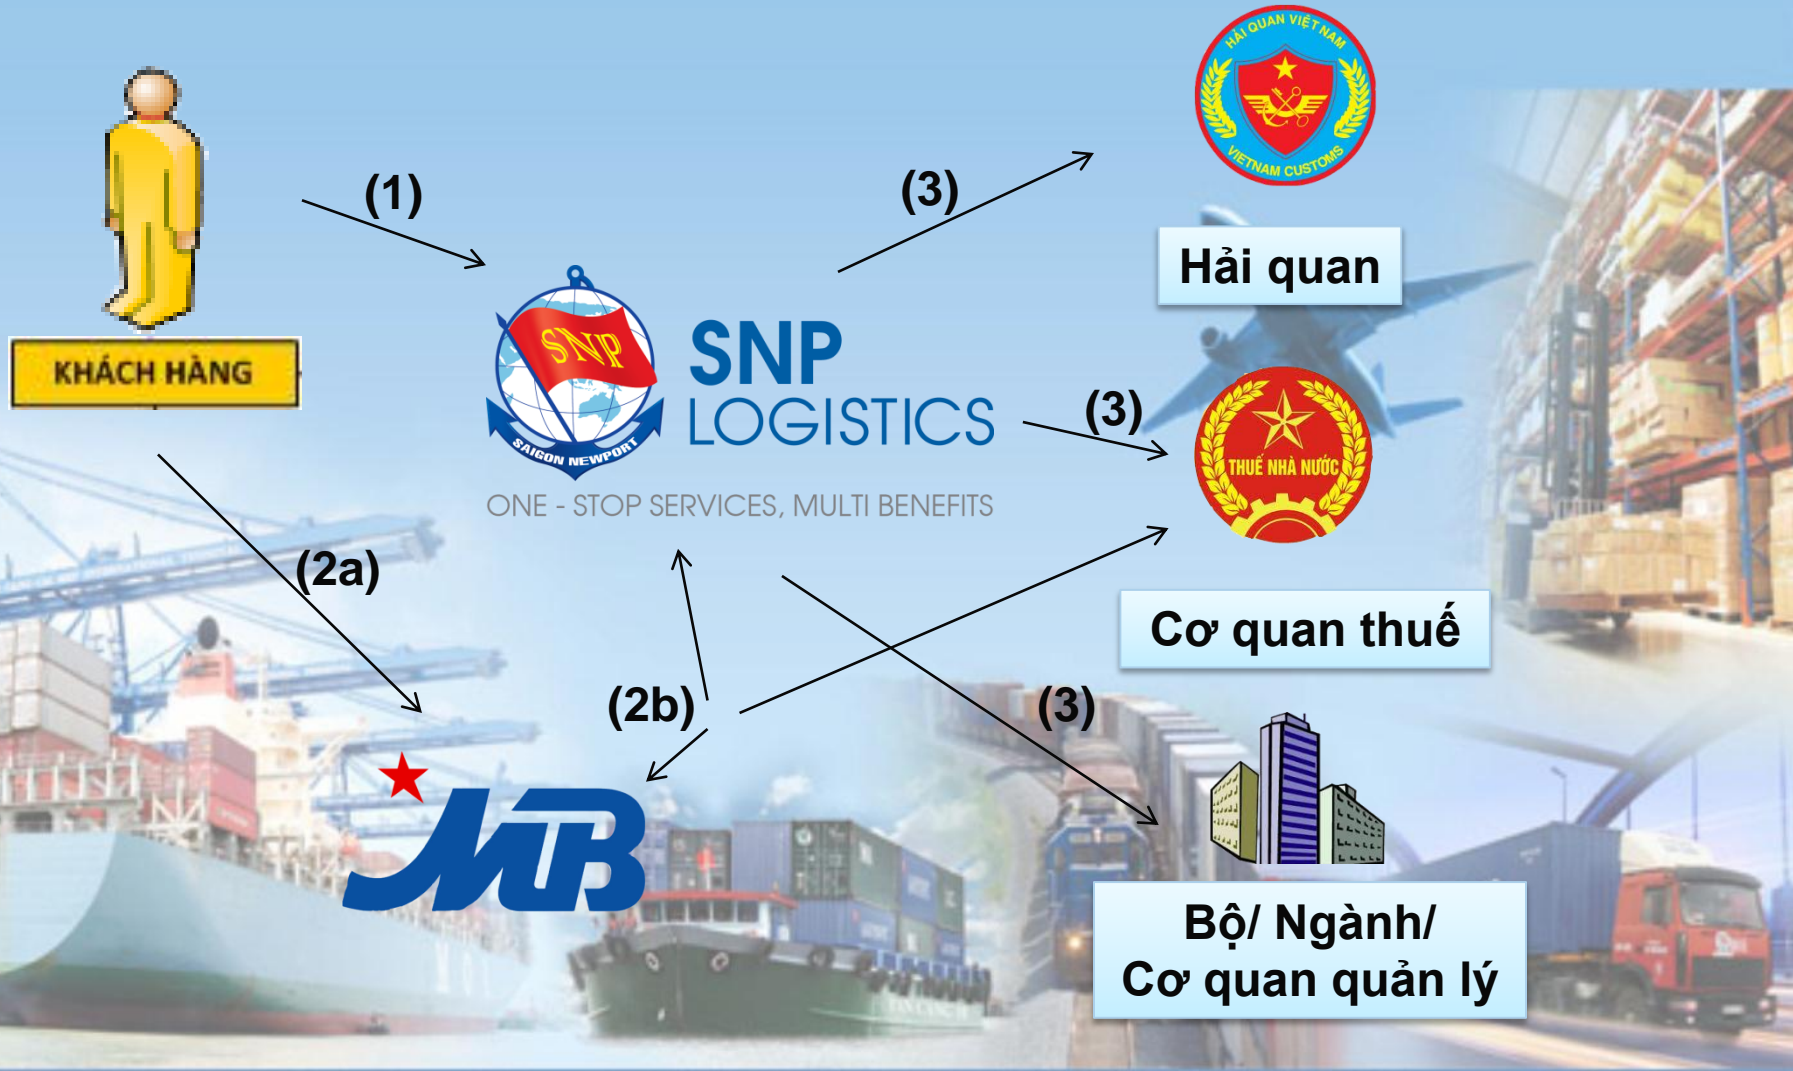 HẢI QUAN VIỆT NAM
VIETNAM CUSTOMS
(1)
(3)
Hải quan
SNP
SAIGON NEWPORT
SNP
LOGISTICS
ONE - STOP SERVICES, MULTI BENEFITS
KHÁCH HÀNG
(3)
THUẾ NHÀ NƯỚC
(2a)
Cơ quan thuế
(2b)
(3)
MB
Bộ/ Ngành/
Cơ quan quản lý